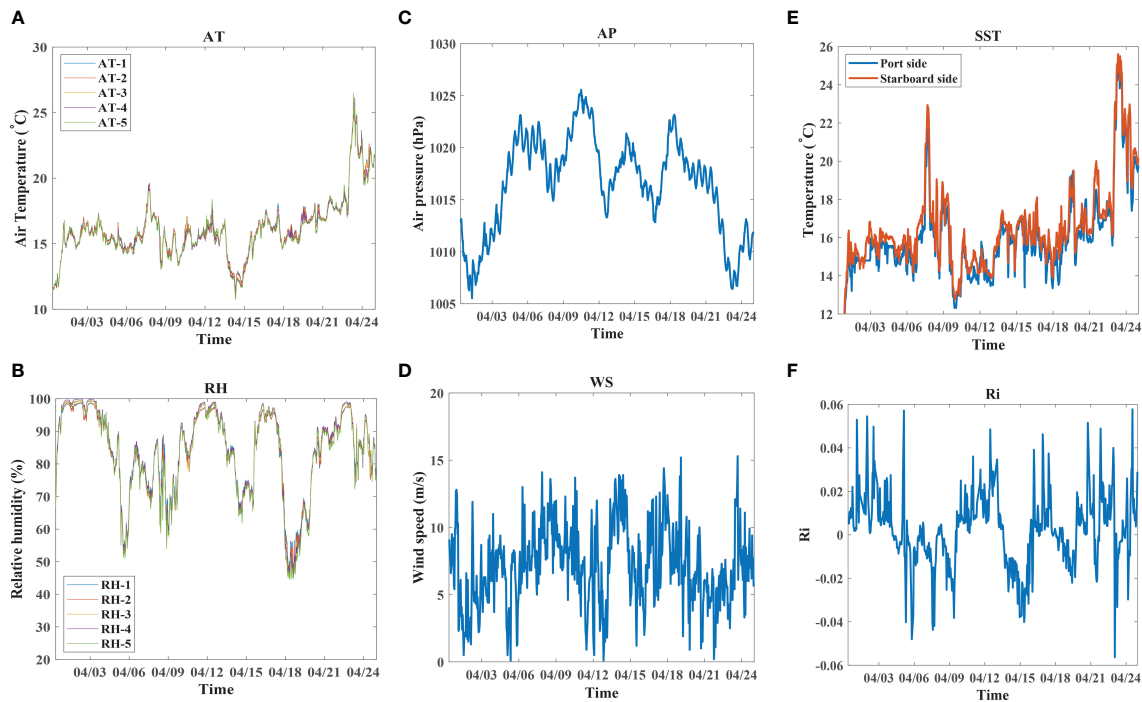 A
AT
30
25
20
15
10
Air Temperature (°C)
AT-1
AT-2
AT-3
AT-4
AT-5
04/03 04/06 04/09 04/12 04/15 04/18 04/21 04/24
Time
C
AP
1030
1025
1020
1015
1010
1005
Air pressure (hPa)
04/03 04/06 04/09 04/12 04/15 04/18 04/21 04/24
Time
E
SST
26
24
22
20
18
16
14
12
Temperature (°C)
Port side
Starboard side
04/03 04/06 04/09 04/12 04/15 04/18 04/21 04/24
Time
B
RH
100
90
80
70
60
50
40
30
20
Relative humidity (%)
RH-1
RH-2
RH-3
RH-4
RH-5
04/03 04/06 04/09 04/12 04/15 04/18 04/21 04/24
Time
D
WS
20
15
10
5
0
Wind speed (m/s)
04/03 04/06 04/09 04/12 04/15 04/18 04/21 04/24
Time
F
Ri
0.06
0.04
0.02
0
-0.02
-0.04
-0.06
Ri
04/03 04/06 04/09 04/12 04/15 04/18 04/21 04/24
Time